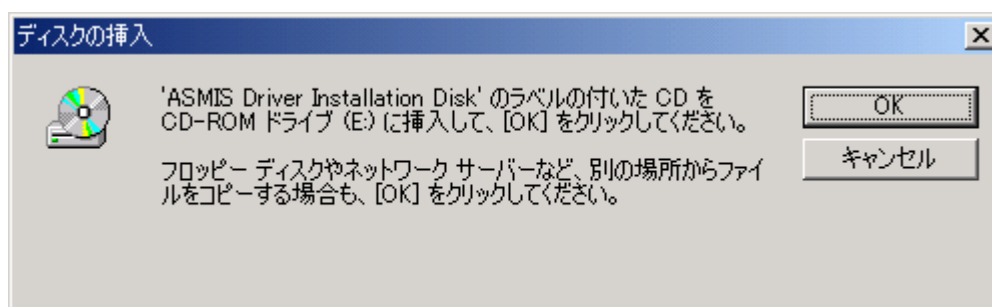 ディスクの挿入
'ASMIS Driver Installation Disk' のラベルの付いた CD を
CD-ROM ドライブ (E:) に挿入して、[OK] をクリックしてください。
フロッピー ディスクやネットワーク サーバーなど、別の場所からファイ
ルをコピーする場合も、[OK] をクリックしてください。
OK
キャンセル